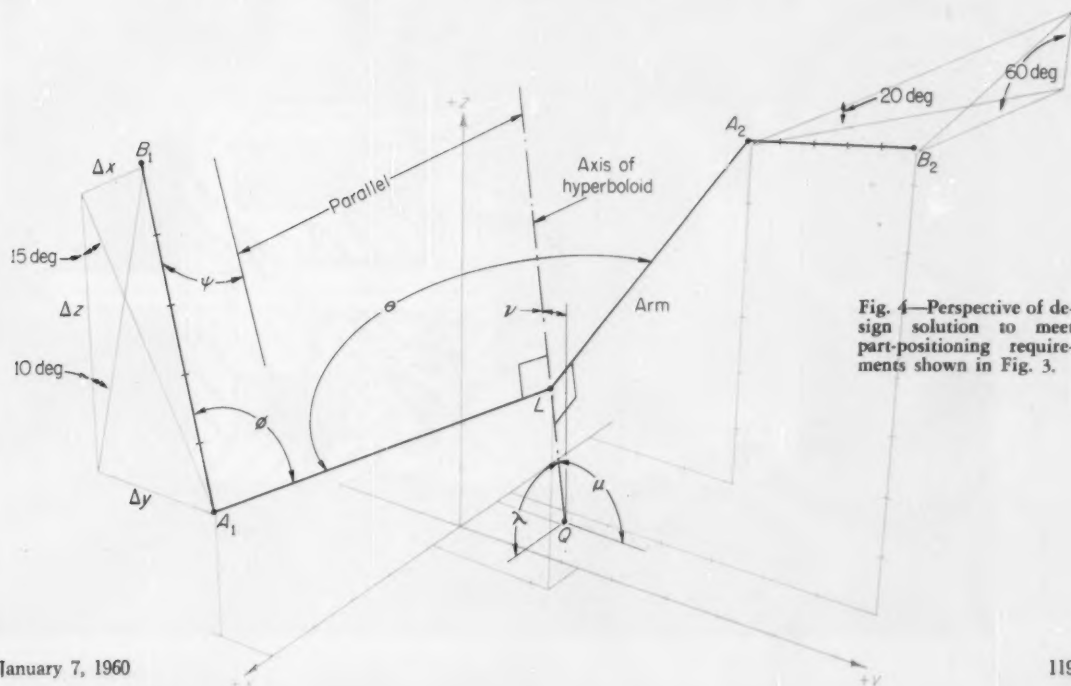 +z
Δx
B₁
Parallel
Axis of
hyperboloid
A₂
20 deg
60 deg
B₂
15 deg
ψ
Δz
θ
ν
Arm
10 deg
Fig. 4—Perspective of de-
sign solution to meet
part-positioning require-
ments shown in Fig. 3.
L
ø
Δy
A₁
λ
μ
Q
January 7, 1960
+y
119